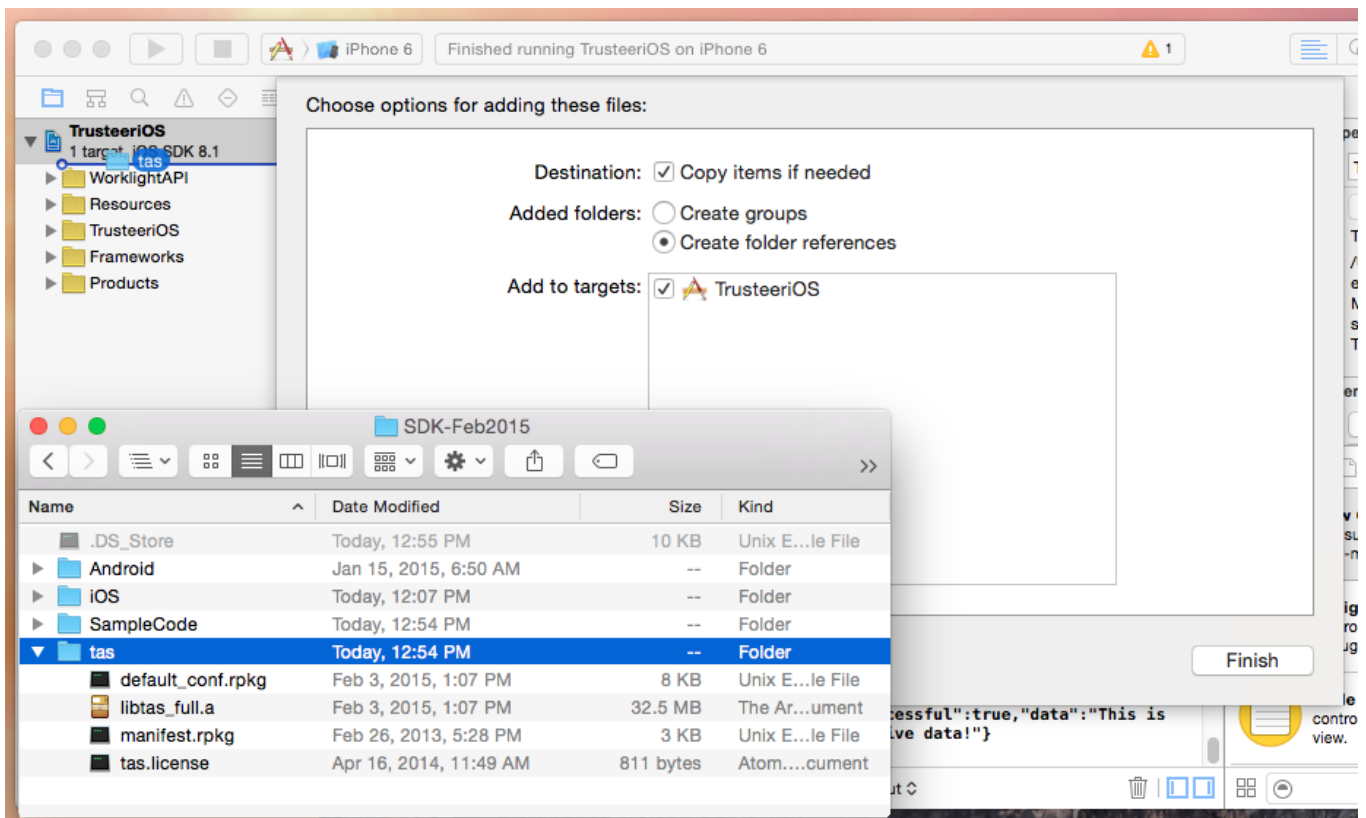 iPhone 6
Finished running TrusteeriOS on iPhone 6
1
Choose options for adding these files:
TrusteeriOS
1 target, iOS SDK 8.1
tas
WorklightAPI
Resources
TrusteeriOS
Frameworks
Products
Destination: Copy items if needed
Added folders: Create groups
Create folder references
Add to targets: TrusteeriOS
Finish
SDK-Feb2015
Name Date Modified Size Kind
.DS_Store Today, 12:55 PM 10 KB Unix E...le File
Android Jan 15, 2015, 6:50 AM -- Folder
iOS Today, 12:07 PM -- Folder
SampleCode Today, 12:54 PM -- Folder
tas Today, 12:54 PM -- Folder
default_conf.rpkg Feb 3, 2015, 1:07 PM 8 KB Unix E...le File
libtas_full.a Feb 3, 2015, 1:07 PM 32.5 MB The Ar...ument
manifest.rpkg Feb 26, 2013, 5:28 PM 3 KB Unix E...le File
tas.license Apr 16, 2014, 11:49 AM 811 bytes Atom....cument
cessful":true,"data":"This is
ive data!"}
ut
contro
view.